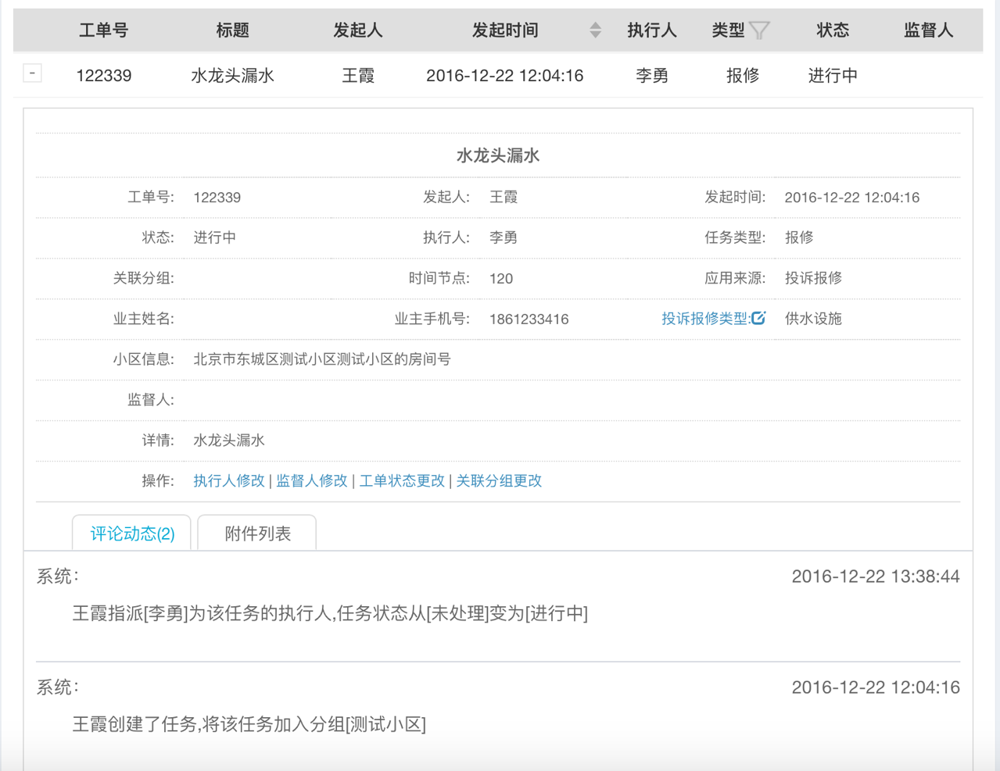 工单号 标题 发起人 发起时间 执行人 类型 状态 监督人
- 122339 水龙头漏水 王霞 2016-12-22 12:04:16 李勇 报修 进行中
水龙头漏水
工单号: 122339 发起人: 王霞 发起时间: 2016-12-22 12:04:16
状态: 进行中 执行人: 李勇 任务类型: 报修
关联分组: 时间节点: 120 应用来源: 投诉报修
业主姓名: 业主手机号: 1861233416 投诉报修类型: 供水设施
小区信息: 北京市东城区测试小区测试小区的房间号
监督人:
详情: 水龙头漏水
操作: 执行人修改 | 监督人修改 | 工单状态更改 | 关联分组更改
评论动态(2) 附件列表
系统: 2016-12-22 13:38:44
王霞指派[李勇]为该任务的执行人,任务状态从[未处理]变为[进行中]
系统: 2016-12-22 12:04:16
王霞创建了任务,将该任务加入分组[测试小区]